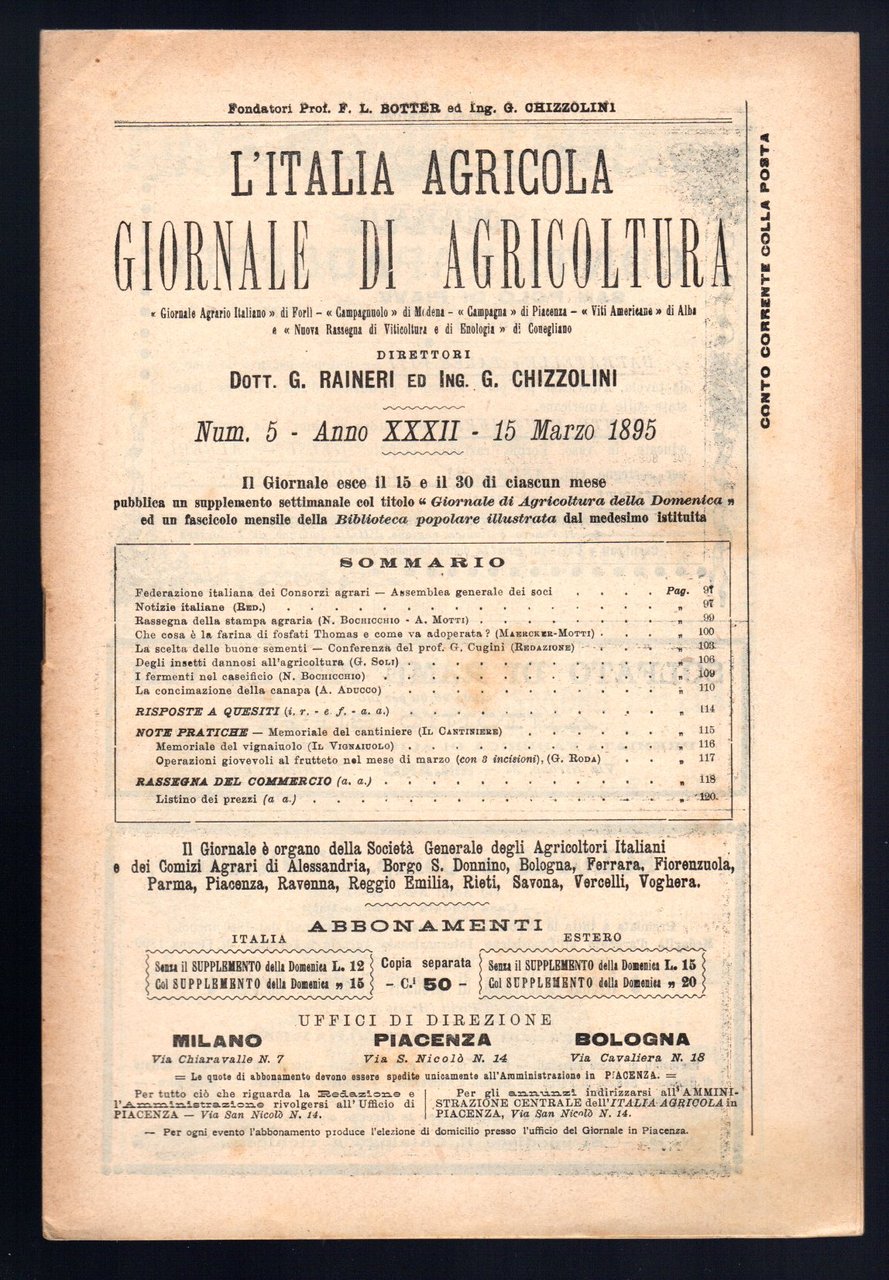 Fondatori Prof. F. L. BOTTER ed Ing. G. CHIZZOLINI
L'ITALIA AGRICOLA
GIORNALE DI AGRICOLTURA
« Giornale Agrario Italiano » di Forlì - « Campagnuolo » di Modena - « Campagna » di Piacenza - « Viti Americane » di Alba
e « Nuova Rassegna di Viticoltura e di Enologia » di Conegliano
DIRETTORI
DOTT. G. RAINERI ED ING. G. CHIZZOLINI
Num. 5 - Anno XXXII - 15 Marzo 1895
Il Giornale esce il 15 e il 30 di ciascun mese
pubblica un supplemento settimanale col titolo “ Giornale di Agricoltura della Domenica „
ed un fascicolo mensile della Biblioteca popolare illustrata dal medesimo istituita
SOMMARIO
Federazione italiana dei Consorzi agrari — Assemblea generale dei soci . . . . Pag. 97
Notizie italiane (RED.) . . . . . . . . . . . . . . „ 97
Rassegna della stampa agraria (N. BOCHICCHIO - A. MOTTI) . . . . . . . „ 99
Che cosa è la farina di fosfati Thomas e come va adoperata? (MAERCKER-MOTTI) . . . „ 100
La scelta delle buone sementi — Conferenza del prof. G. Cugini (REDAZIONE) . . . . „ 103
Degli insetti dannosi all'agricoltura (G. SOLI) . . . . . . . . . . „ 106
I fermenti nel caseificio (N. BOCHICCHIO) . . . . . . . . . . . „ 109
La concimazione della canapa (A. ADUCCO) . . . . . . . . . . „ 110
RISPOSTE A QUESITI (i. r. - e f. - a. a.) . . . . . . . . . . „ 114
NOTE PRATICHE — Memoriale del cantiniere (IL CANTINIERE) . . . . . . „ 115
Memoriale del vignaiuolo (IL VIGNAIUOLO) . . . . . . . . . . „ 116
Operazioni giovevoli al frutteto nel mese di marzo (con 3 incisioni), (G. RODA) . . „ 117
RASSEGNA DEL COMMERCIO (a. a.) . . . . . . . . . . . „ 118
Listino dei prezzi (a a.) . . . . . . . . . . . . . „ 120
Il Giornale è organo della Società Generale degli Agricoltori Italiani
e dei Comizi Agrari di Alessandria, Borgo S. Donnino, Bologna, Ferrara, Fiorenzuola,
Parma, Piacenza, Ravenna, Reggio Emilia, Rieti, Savona, Vercelli, Voghera.
ABBONAMENTI
ITALIA
Senza il SUPPLEMENTO della Domenica L. 12
Col SUPPLEMENTO della Domenica „ 15
Copia separata
- C.i 50 -
ESTERO
Senza il SUPPLEMENTO della Domenica L. 15
Col SUPPLEMENTO della Domenica „ 20
UFFICI DI DIREZIONE
MILANO PIACENZA BOLOGNA
Via Chiaravalle N. 7 Via S. Nicolò N. 14 Via Cavaliera N. 18
= Le quote di abbonamento devono essere spedite unicamente all'Amministrazione in PIACENZA. =
Per tutto ciò che riguarda la Redazione e
l'Amministrazione rivolgersi all'Ufficio di
PIACENZA — Via San Nicolò N. 14.
Per gli annunzi indirizzarsi all'AMMINI-
STRAZIONE CENTRALE dell'ITALIA AGRICOLA in
PIACENZA, Via San Nicolò N. 14.
— Per ogni evento l'abbonamento produce l'elezione di domicilio presso l'ufficio del Giornale in Piacenza.
CONTO CORRENTE COLLA POSTA